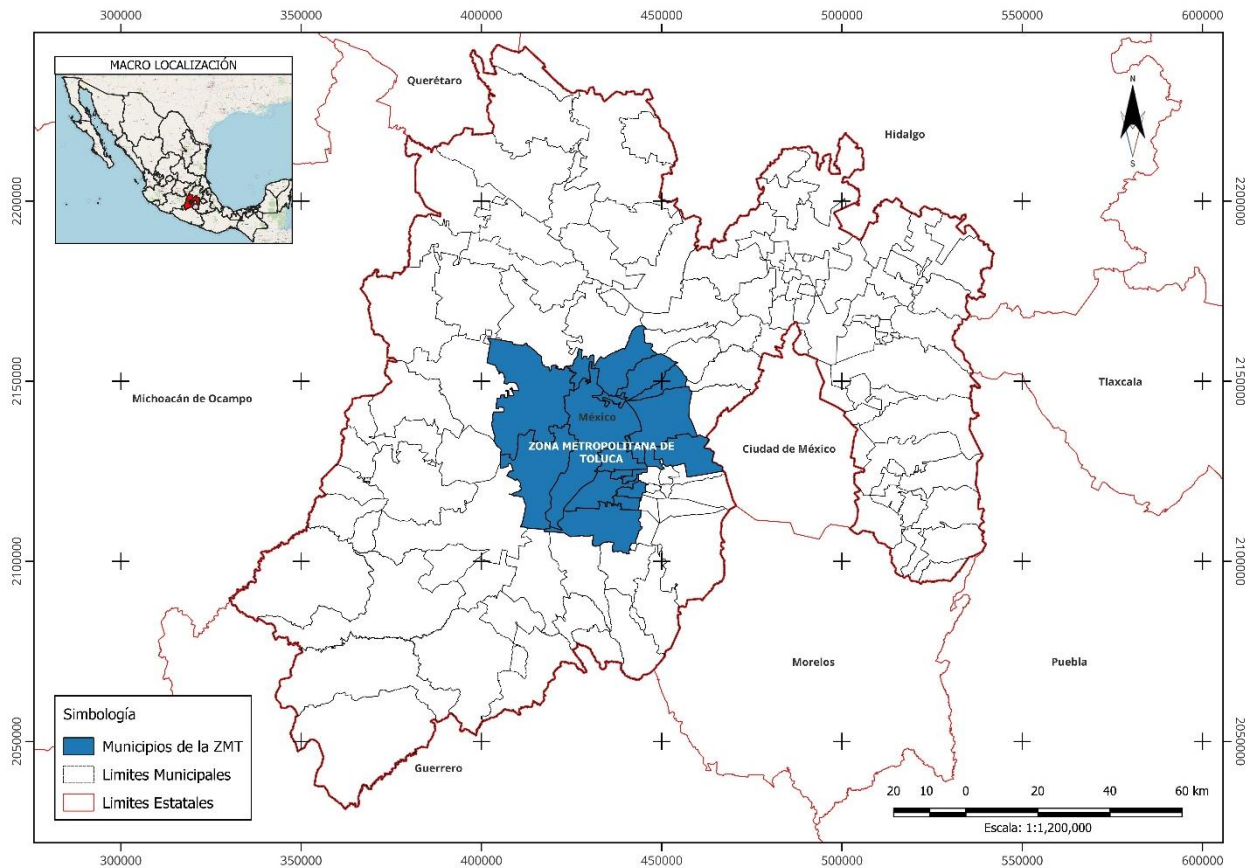 300000 350000 400000 450000 500000 550000 600000
MACRO LOCALIZACIÓN
Querétaro
N
Hidalgo
S
2200000 2200000
2150000 2150000
Michoacán de Ocampo
México
Tlaxcala
ZONA METROPOLITANA DE
TOLUCA
Ciudad de México
2100000 2100000
Morelos
Puebla
Simbología
Municipios de la ZMT
Limites Municipales
Limites Estatales
2050000 2050000
Guerrero
20 10 0 20 40 60 km
Escala: 1:1,200,000
300000 350000 400000 450000 500000 550000 600000